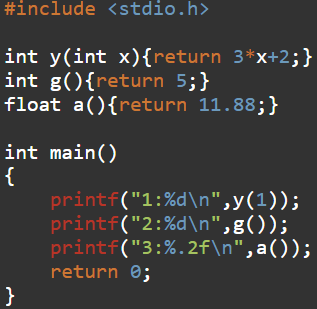 #include <stdio.h>

int y(int x){return 3*x+2;}
int g(){return 5;}
float a(){return 11.88;}

int main()
{
    printf("1:%d\n",y(1));
    printf("2:%d\n",g());
    printf("3:%.2f\n",a());
    return 0;
}